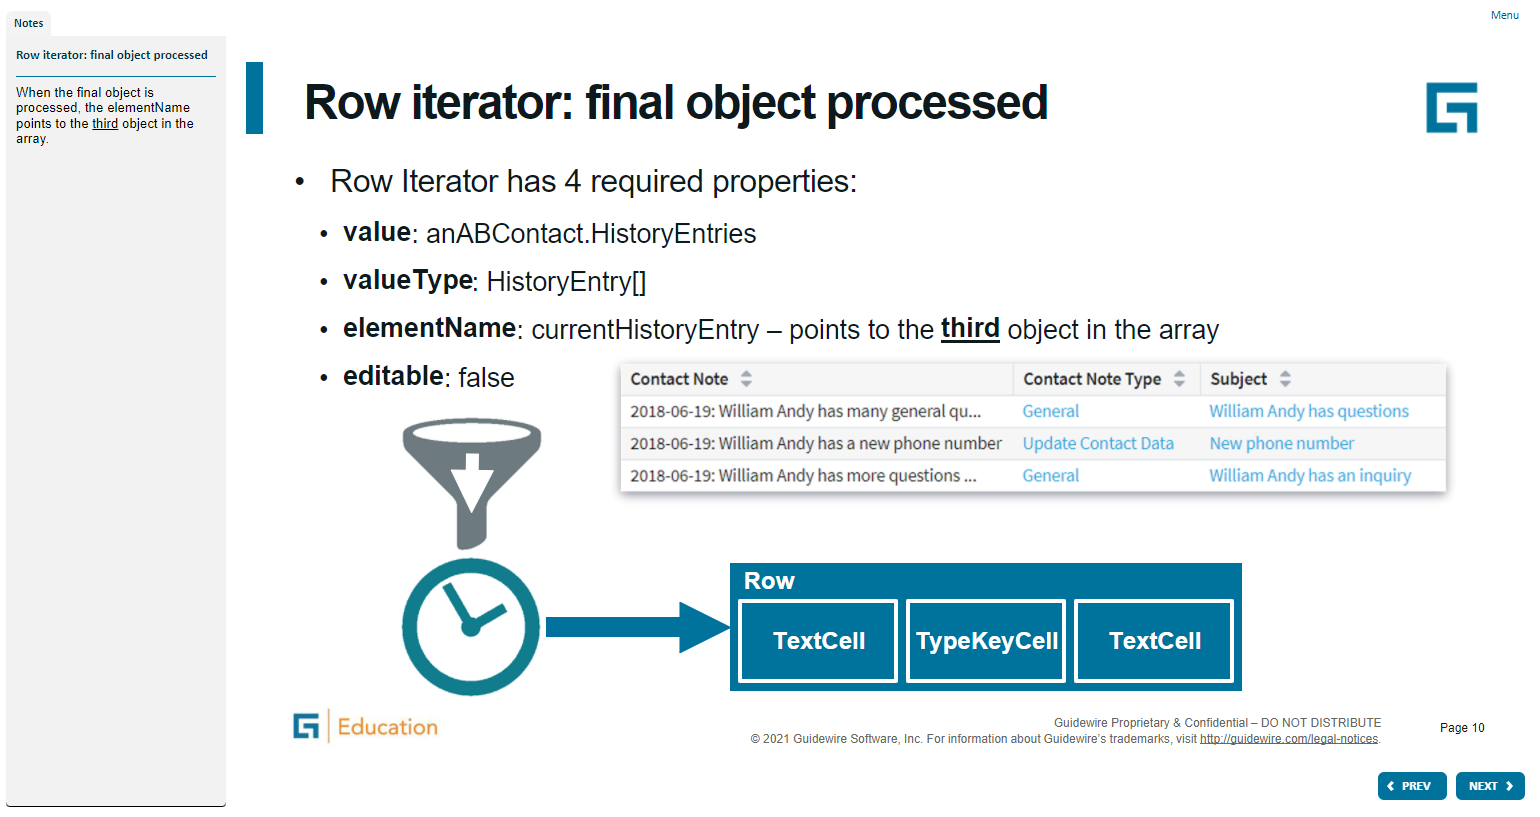 Notes
Menu
Row iterator: final object processed
When the final object is
processed, the elementName
points to the third object in the
array.
Row iterator: final object processed
• Row Iterator has 4 required properties:
• value: anABContact.HistoryEntries
• valueType: HistoryEntry[]
• elementName: currentHistoryEntry – points to the third object in the array
• editable: false
Contact Note Contact Note Type Subject
2018-06-19: William Andy has many general qu... General William Andy has questions
2018-06-19: William Andy has a new phone number Update Contact Data New phone number
2018-06-19: William Andy has more questions ... General William Andy has an inquiry
Row
TextCell TypeKeyCell TextCell
Education
Guidewire Proprietary & Confidential – DO NOT DISTRIBUTE
© 2021 Guidewire Software, Inc. For information about Guidewire's trademarks, visit http://guidewire.com/legal-notices.
Page 10
PREV NEXT